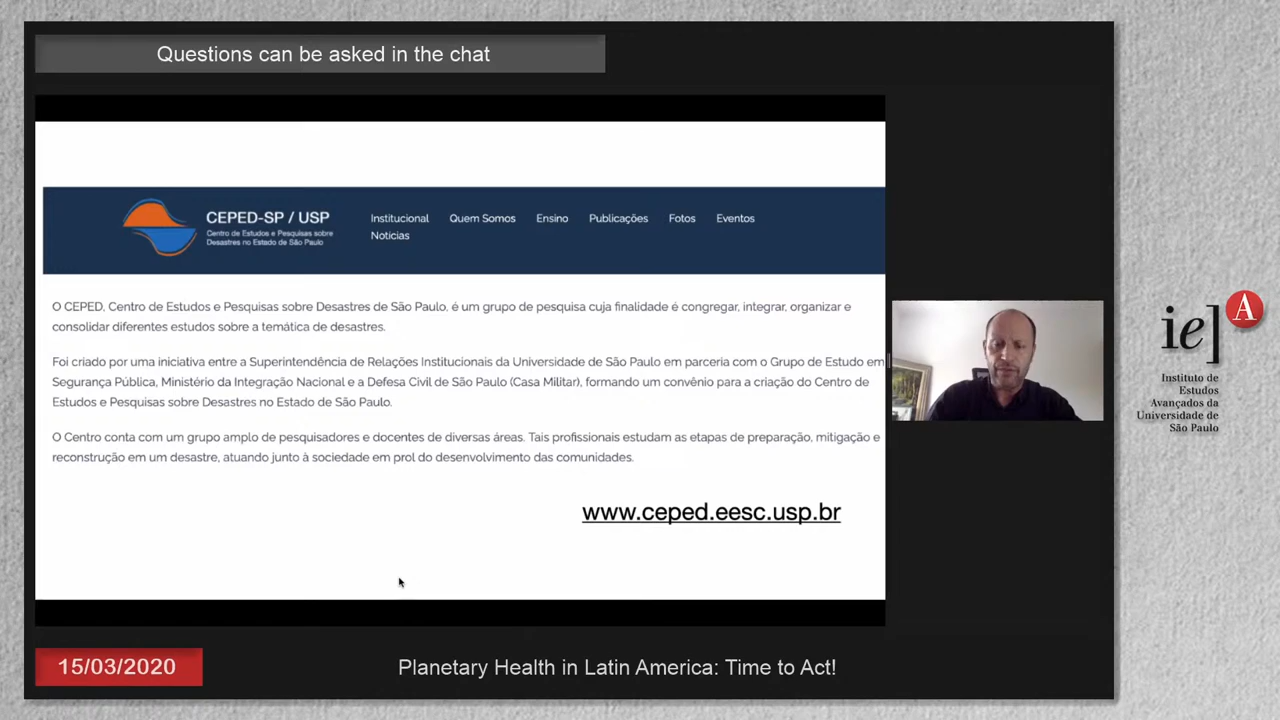 Questions can be asked in the chat
CEPED-SP / USP
Centro de Estudos e Pesquisas sobre
Desastres no Estado de São Paulo
Institucional Quem Somos Ensino Publicações Fotos Eventos
Noticias
O CEPED, Centro de Estudos e Pesquisas sobre Desastres de São Paulo, é um grupo de pesquisa cuja finalidade é congregar, integrar, organizar e
consolidar diferentes estudos sobre a temática de desastres.
Foi criado por uma iniciativa entre a Superintendência de Relações Institucionais da Universidade de São Paulo em parceria com o Grupo de Estudo em
Segurança Pública, Ministério da Integração Nacional e a Defesa Civil de São Paulo (Casa Militar), formando um convênio para a criação do Centro de
Estudos e Pesquisas sobre Desastres no Estado de São Paulo.
O Centro conta com um grupo amplo de pesquisadores e docentes de diversas áreas. Tais profissionais estudam as etapas de preparação, mitigação e
reconstrução em um desastre, atuando junto à sociedade em prol do desenvolvimento das comunidades.
www.ceped.eesc.usp.br
ie] A
Instituto de
Estudos
Avançados da
Universidade de
São Paulo
15/03/2020
Planetary Health in Latin America: Time to Act!